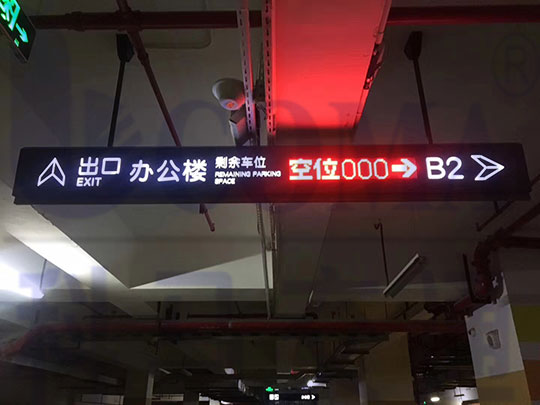 出口
EXIT
办公楼
剩余车位
REMAINING PARKING
SPACE
空位000
B2